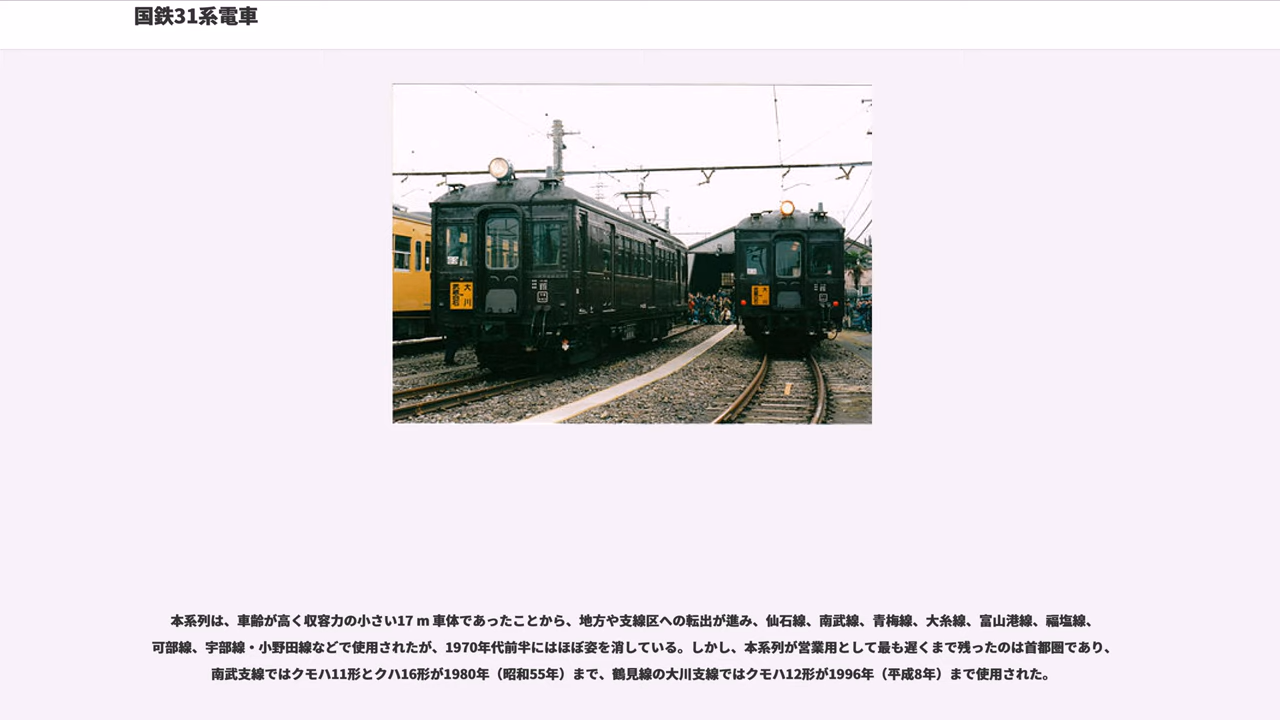 国鉄31系電車
大川
本系列は、車齢が高く収容力の小さい17 m 車体であったことから、地方や支線区への転出が進み、仙石線、南武線、青梅線、大糸線、富山港線、福塩線、
可部線、宇部線・小野田線などで使用されたが、1970年代前半にはほぼ姿を消している。しかし、本系列が営業用として最も遅くまで残ったのは首都圏であり、
南武支線ではクモハ11形とクハ16形が1980年（昭和55年）まで、鶴見線の大川支線ではクモハ12形が1996年（平成8年）まで使用された。